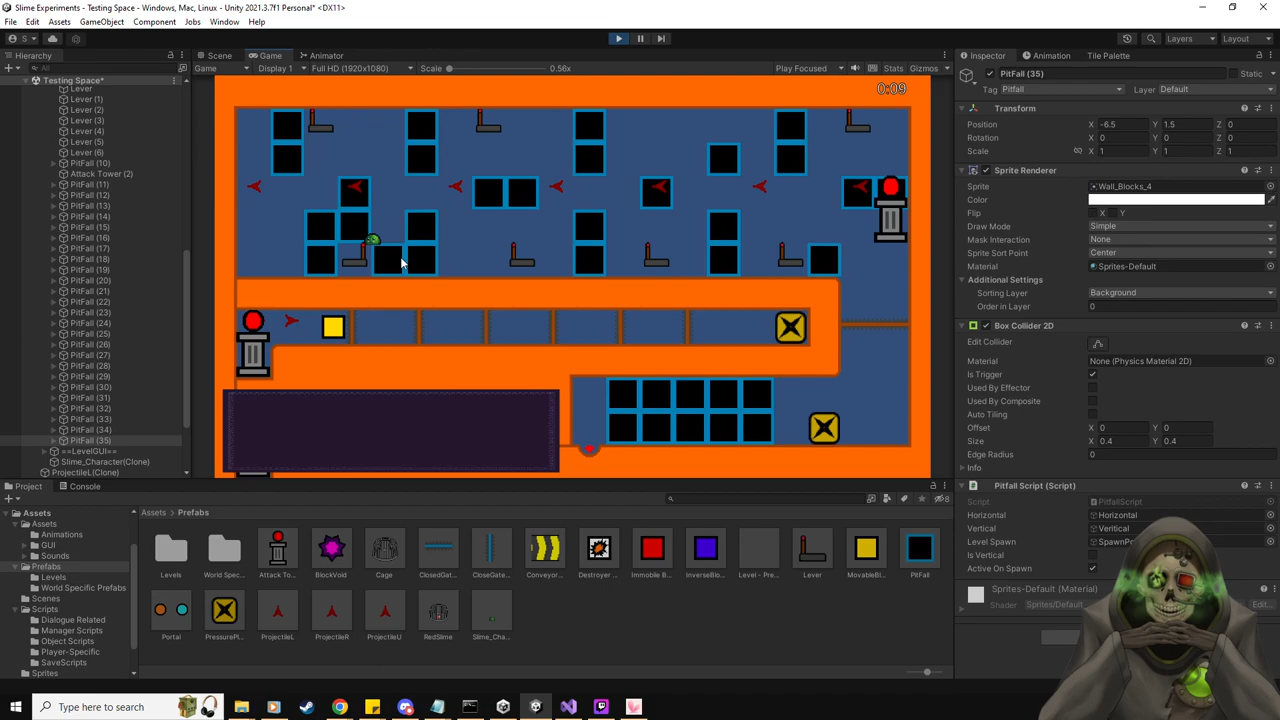 Slime Experiments - Testing Space - Windows, Mac, Linux - Unity 2021.3.7f1 Personal* <DX11>
File Edit Assets GameObject Component Jobs Window Help
S
Layers Layout
Hierarchy
All
Testing Space*
Lever
Lever (1)
Lever (2)
Lever (3)
Lever (4)
Lever (5)
Lever (6)
PitFall (10)
Attack Tower (2)
PitFall (11)
PitFall (12)
PitFall (13)
PitFall (14)
PitFall (15)
PitFall (16)
PitFall (17)
PitFall (18)
PitFall (19)
PitFall (20)
PitFall (21)
PitFall (22)
PitFall (23)
PitFall (24)
PitFall (25)
PitFall (26)
PitFall (27)
PitFall (28)
PitFall (29)
PitFall (30)
PitFall (31)
PitFall (32)
PitFall (33)
PitFall (34)
PitFall (35)
==LevelGUI==
Slime_Character(Clone)
ProjectileL(Clone)
Scene Game Animator
Game Display 1 Full HD (1920x1080) Scale 0.56x Play Focused Stats Gizmos
0:09
Inspector Animation Tile Palette
PitFall (35) Static
Tag Pitfall Layer Default
Transform
Position X -6.5 Y 1.5 Z 0
Rotation X 0 Y 0 Z 0
Scale X 1 Y 1 Z 1
Sprite Renderer
Sprite Wall_Blocks_4
Color
Flip X Y
Draw Mode Simple
Mask Interaction None
Sprite Sort Point Center
Material Sprites-Default
Additional Settings
Sorting Layer Background
Order in Layer 0
Box Collider 2D
Edit Collider
Material None (Physics Material 2D)
Is Trigger
Used By Effector
Used By Composite
Auto Tiling
Offset X 0 Y 0
Size X 0.4 Y 0.4
Edge Radius 0
Info
Pitfall Script (Script)
Script PitfallScript
Horizontal Horizontal
Vertical Veritical
Level Spawn
Is Vertical
Active On Spawn
Sprites-Default (Material)
Shader Sprites/Default Edit...
Project Console
8
Assets
Assets
Animations
GUI
Sounds
Prefabs
Levels
World Specific Prefabs
Scenes
Scripts
Dialogue Related
Manager Scripts
Object Scripts
Player-Specific
SaveScripts
Sprites
Assets > Prefabs
Levels World Spec... Attack To... BlockVoid Cage ClosedGat... CloseGate... Conveyor... Destroyer ... Immobile B... InverseBlo... Level - Pre... Lever MovableBl... PitFall
Portal PressurePl... ProjectileL ProjectileR ProjectileU RedSlime Slime_Cha...
Type here to search